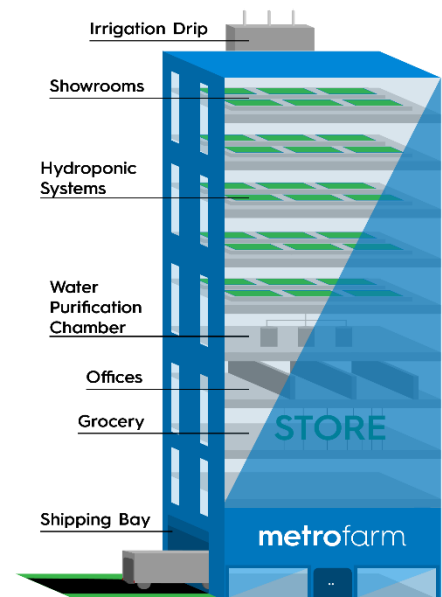 Irrigation Drip
Showrooms
Hydroponic
Systems
Water
Purification
Chamber
Offices
Grocery
STORE
Shipping Bay
metrofarm